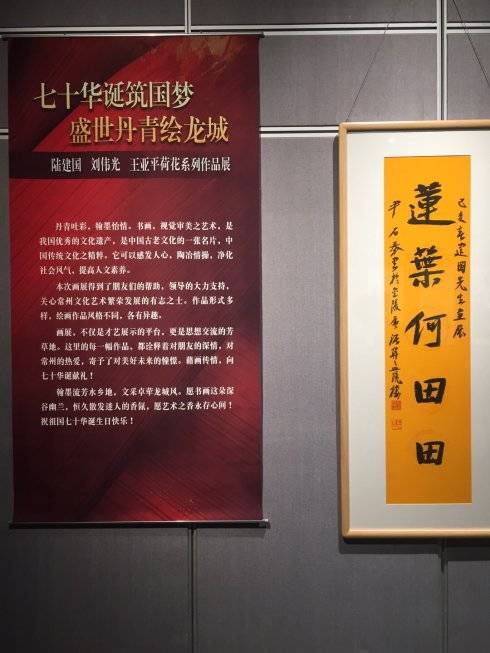 七十华诞筑国梦
盛世丹青绘龙城
陆建国 刘伟光 王亚平荷花系列作品展
丹青吐彩，翰墨怡情。书画，视觉审美之艺术，是
我国优秀的文化遗产，是中国古老文化的一张名片，中
国传统文化之精粹，它可以感发人心，陶冶情操，净化
社会风气，提高人文素养。
本次画展得到了朋友们的帮助，领导的大力支持，
关心常州文化艺术繁荣发展的有志之士。作品形式多
样，绘画作品风格不同，各有异趣。
画展，不仅是才艺展示的平台，更是思想交流的芳
草地。这里的每一幅作品，都诠释着对朋友的深情，对
常州的热爱，寄予了对美好未来的憧憬。藉画传情，向
七十华诞献礼！
翰墨流芳水乡地，文采卓荦龙城风。愿书画这朵深
谷幽兰，恒久散发迷人的香氛，愿艺术之香永存心间！
祝祖国七十华诞生日快乐！
己亥春建国先生画展
蓮葉何田田
尹石